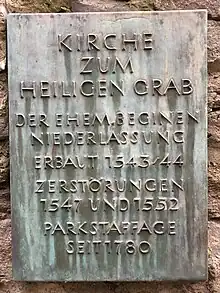 KIRCHE
ZUM
HEILIGEN GRAB
DER EHEM. BEGINEN
NIEDERLASSUNG
ERBAUT 1543/44
ZERSTÖRUNGEN
1547 UND 1552
PARKSTAFFAGE
SEIT 1780